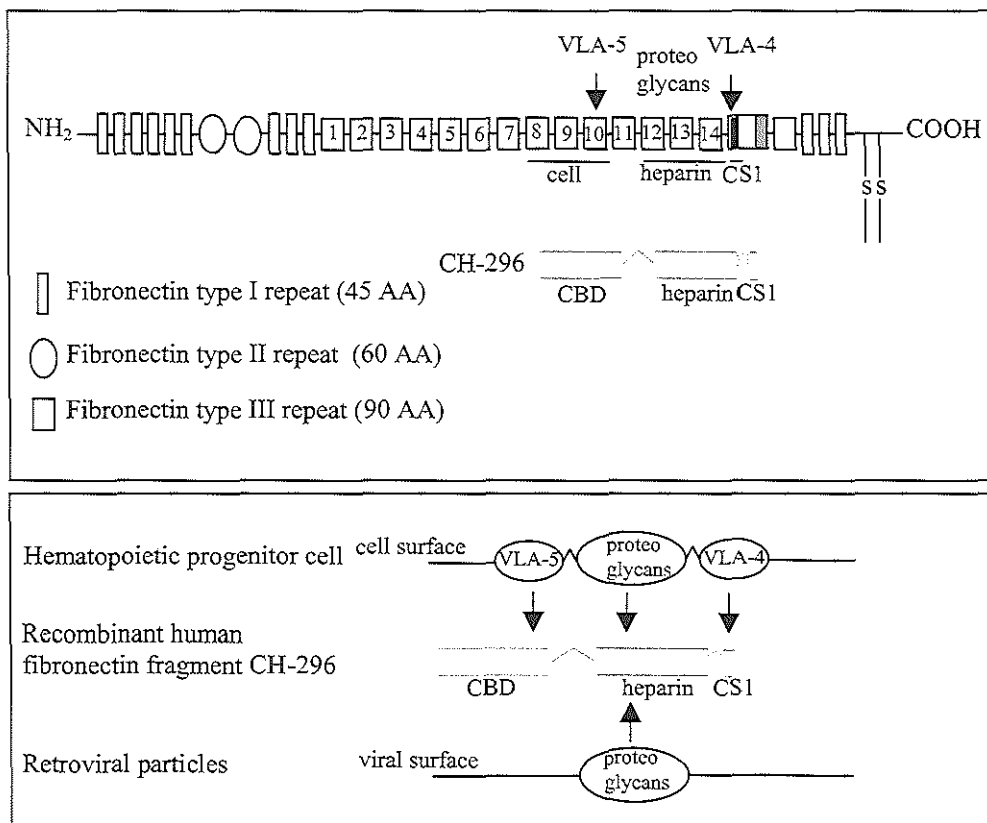 VLA-5 proteo glycans VLA-4
NH2 1 2 3 4 5 6 7 8 9 10 11 12 13 14 COOH
cell heparin CS1
S S
CH-296
CBD heparin CS1
Fibronectin type I repeat (45 AA)
Fibronectin type II repeat (60 AA)
Fibronectin type III repeat (90 AA)
Hematopoietic progenitor cell cell surface VLA-5 proteo glycans VLA-4
Recombinant human
fibronectin fragment CH-296
CBD heparin CS1
Retroviral particles viral surface proteo glycans